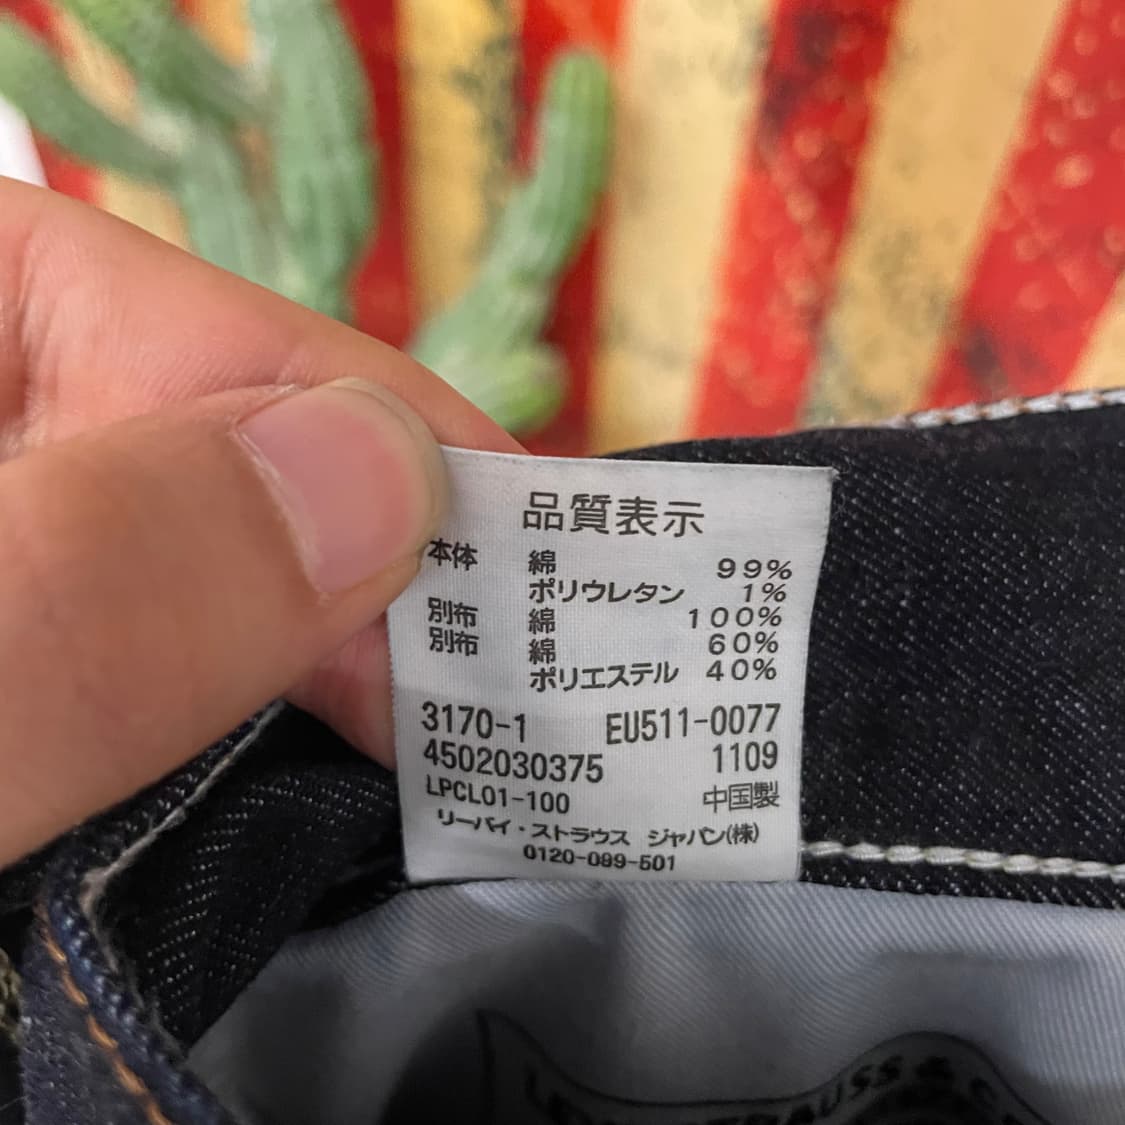 品質表示
本体 綿 99%
ポリウレタン 1%
別布 綿 100%
別布 綿 60%
ポリエステル 40%
3170-1 EU511-0077
4502030375 1109
LPCL01-100 中国製
リーバイ・ストラウス ジャパン(株)
0120-099-501